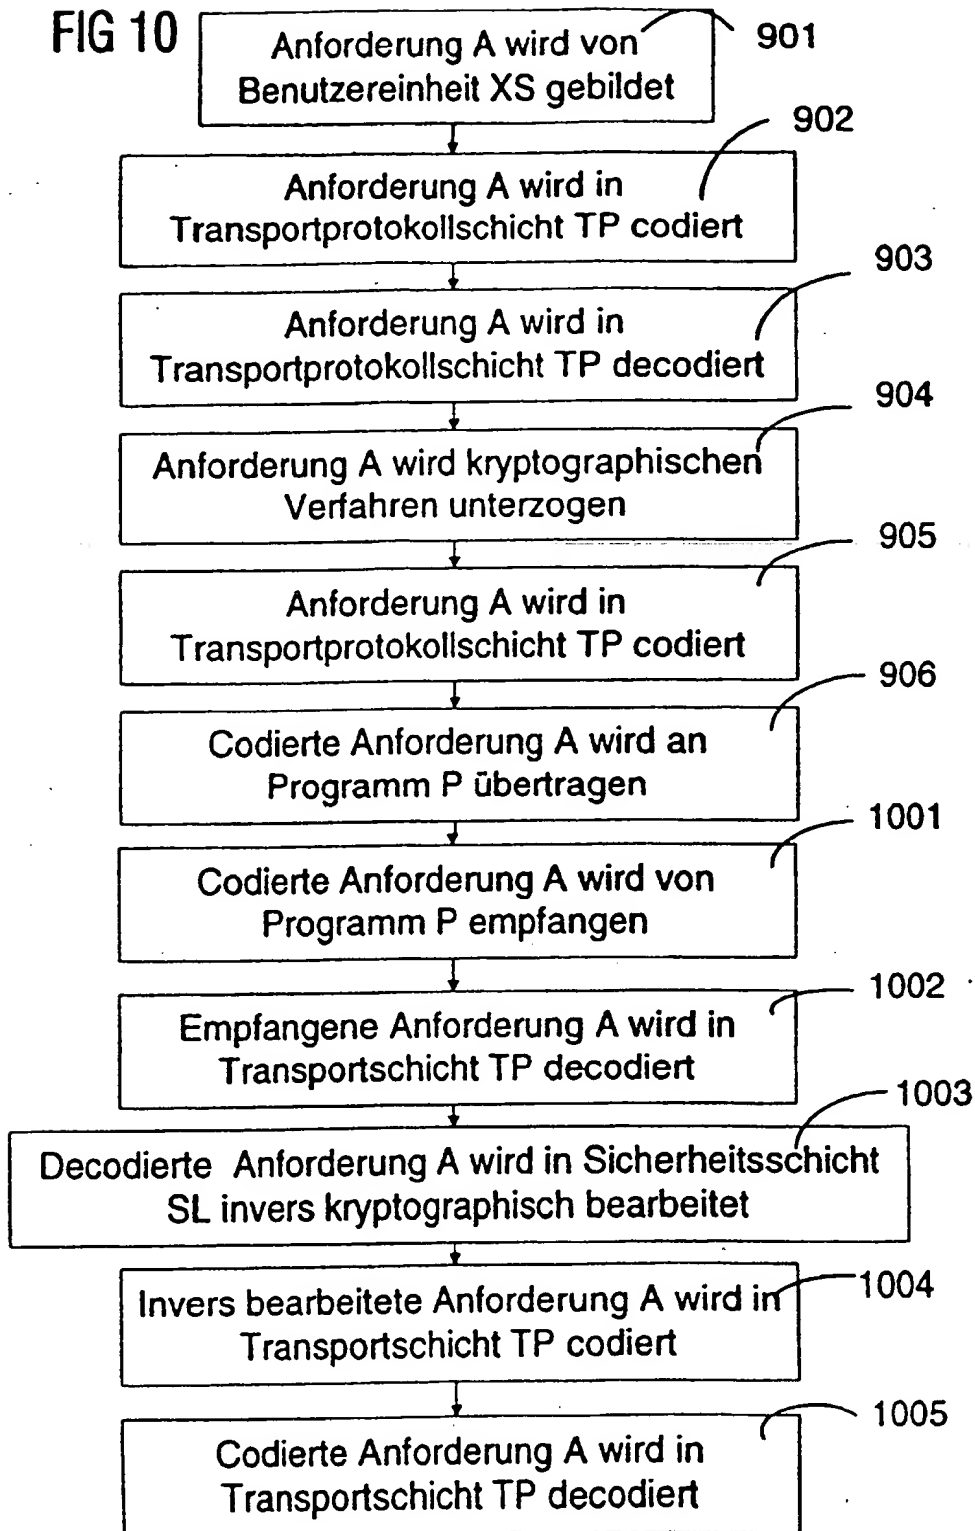 FIG 10
Anforderung A wird von
Benutzereinheit XS gebildet
901
902
Anforderung A wird in
Transportprotokollschicht TP codiert
903
Anforderung A wird in
Transportprotokollschicht TP decodiert
904
Anforderung A wird kryptographischen
Verfahren unterzogen
905
Anforderung A wird in
Transportprotokollschicht TP codiert
906
Codierte Anforderung A wird an
Programm P übertragen
1001
Codierte Anforderung A wird von
Programm P empfangen
1002
Empfangene Anforderung A wird in
Transportschicht TP decodiert
1003
Decodierte Anforderung A wird in Sicherheitsschicht
SL invers kryptographisch bearbeitet
1004
Invers bearbeitete Anforderung A wird in
Transportschicht TP codiert
1005
Codierte Anforderung A wird in
Transportschicht TP decodiert